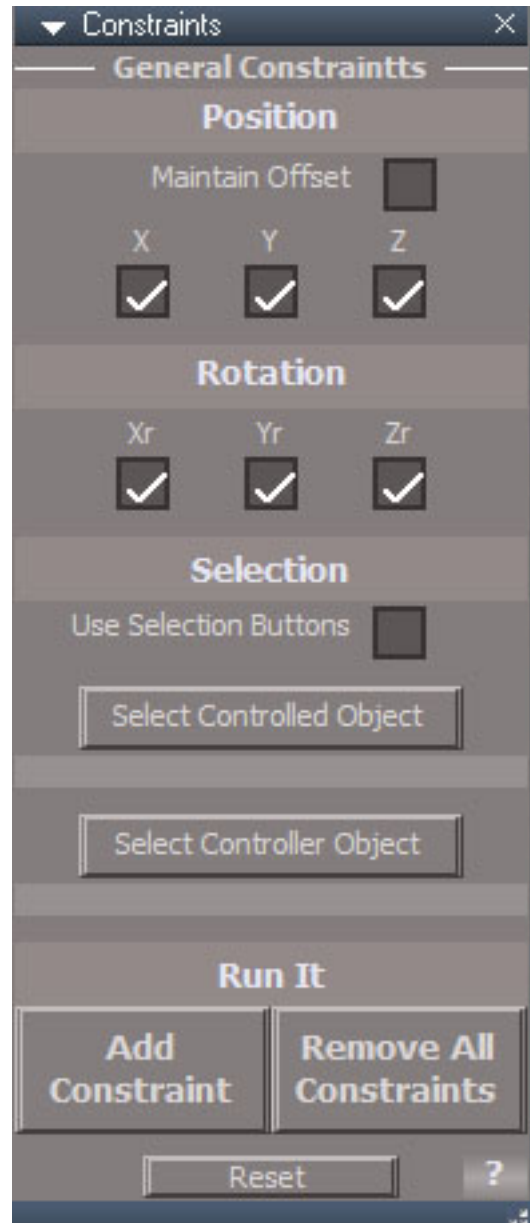 Constraints
General Constraintts
Position
Maintain Offset
X Y Z
Rotation
Xr Yr Zr
Selection
Use Selection Buttons
Select Controlled Object
Select Controller Object
Run It
Add Remove All
Constraint Constraints
Reset ?